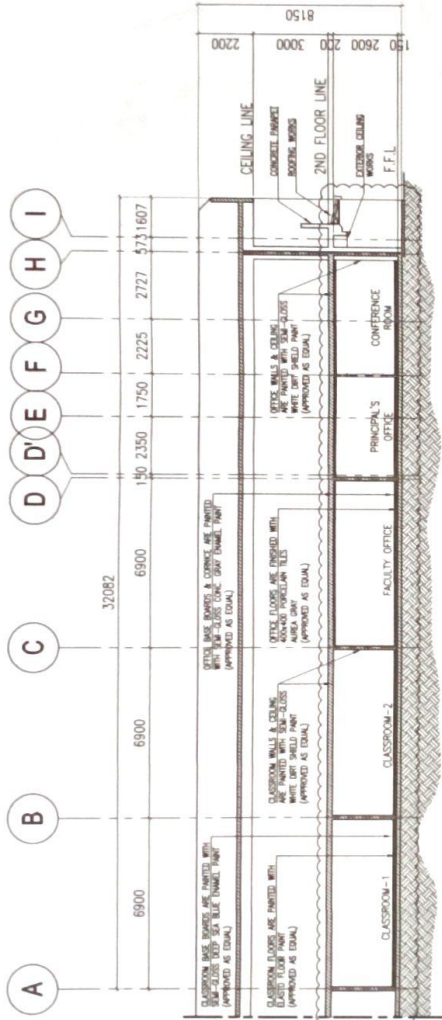 A B C D D' E F G H I
32082
6900 6900 6900 150 2350 1750 2225 2727 573 1607
CLASSROOM BASE BOARDS ARE PAINTED WITH
SEMI-GLOSS DEEP SEA BLUE ENAMEL PAINT
(APPROVED AS EQUAL)
OFFICE BASE BOARDS & CORNICE ARE PAINTED
WITH SEMI-GLOSS CONC GRAY ENAMEL PAINT
(APPROVED AS EQUAL)
CLASSROOM FLOORS ARE PAINTED WITH
ELASTO FLOOR PAINT
(APPROVED AS EQUAL)
CLASSROOM WALLS & CEILING
ARE PAINTED WITH SEMI-GLOSS
WHITE DIRT SHIELD PAINT
(APPROVED AS EQUAL)
OFFICE FLOORS ARE FINISHED WITH
400x400 PORCELAIN TILES
AUREA GRAY
(APPROVED AS EQUAL)
OFFICE WALLS & CEILING
ARE PAINTED WITH SEMI-GLOSS
WHITE DIRT SHIELD PAINT
(APPROVED AS EQUAL)
CEILING LINE
CONCRETE PARAPET
ROOFING WORKS
2ND FLOOR LINE
EXTERIOR CEILING
WORKS
F.F.L
CLASSROOM-1
CLASSROOM-2
FACULTY OFFICE
PRINCIPAL'S
OFFICE
CONFERENCE
ROOM
2200 3000 200 2600 150
8150